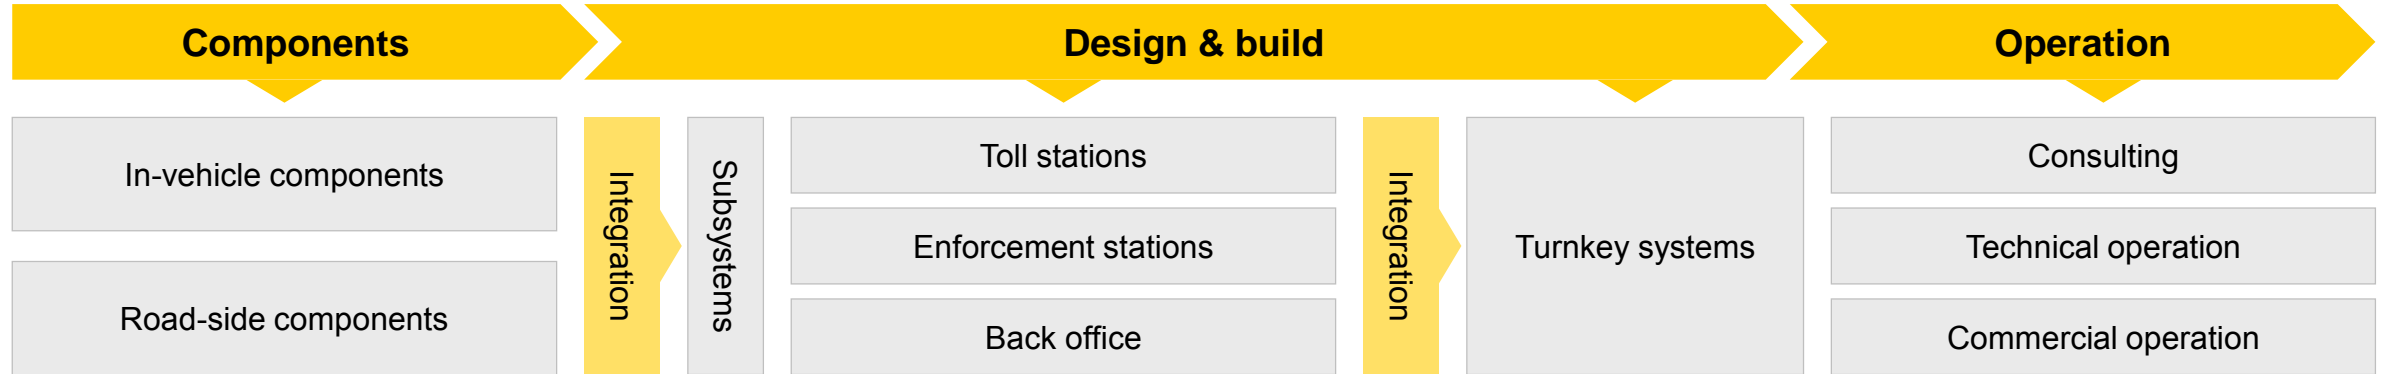 Components
Design & build
Operation
In-vehicle components
Road-side components
Integration
Subsystems
Toll stations
Enforcement stations
Back office
Integration
Turnkey systems
Consulting
Technical operation
Commercial operation